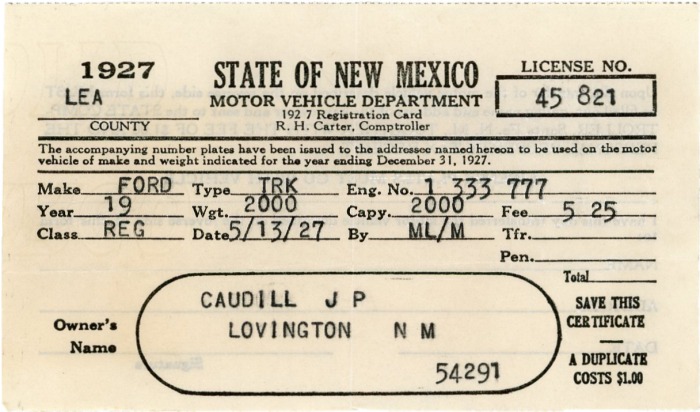 1927 STATE OF NEW MEXICO LICENSE NO.
LEA MOTOR VEHICLE DEPARTMENT 45 821
192 7 Registration Card
COUNTY R. H. Carter, Comptroller
The accompanying number plates have been issued to the addressee named hereon to be used on the motor
vehicle of make and weight indicated for the year ending December 31, 1927.
Make FORD Type TRK Eng. No. 1 333 777
Year 19 Wgt. 2000 Capy. 2000 Fee 5 25
Class REG Date 5/13/27 By ML/M Tfr.
Pen.
Total
CAUDILL J P SAVE THIS
Owner's LOVINGTON N M CERTIFICATE
Name
A DUPLICATE
54291 COSTS $1.00